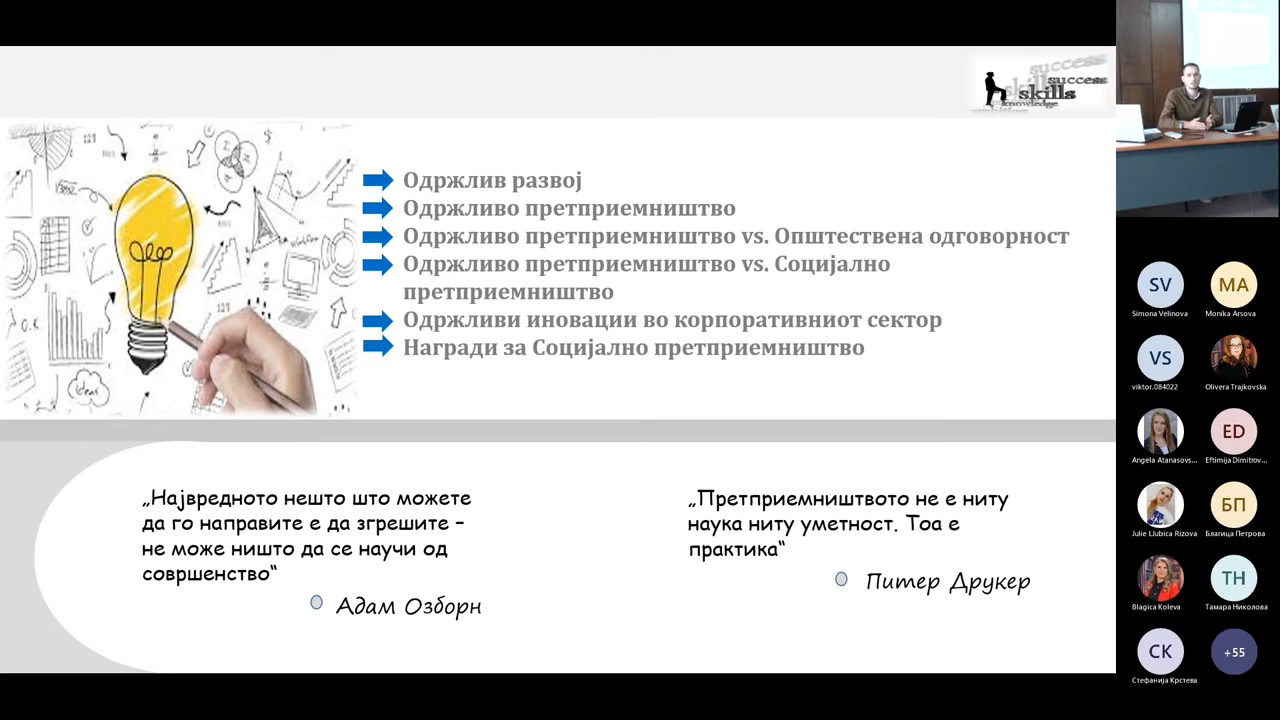 success
success
skills
skills
knowledge
ambition
Одржлив развој
Одржливо претприемништво
Одржливо претприемништво vs. Општествена одговорност
Одржливо претприемништво vs. Социјално
претприемништво
Одржливи иновации во корпоративниот сектор
Награди за Социјално претприемништво
„Највредното нешто што можете
да го направите е да згрешите –
не може ништо да се научи од
совршенство“
Адам Озборн
„Претприемништвото не е ниту
наука ниту уметност. Тоа е
практика“
Питер Друкер
SV
Simona Velinova
MA
Monika Arsova
VS
viktor.084022
Olivera Trajkovska
Angela Atanasovs...
ED
Eftimija Dimitrov...
Julie LJubica Rizova
БП
Благица Петрова
Blagica Koleva
ТН
Тамара Николова
СК
Стефанија Крстева
+55